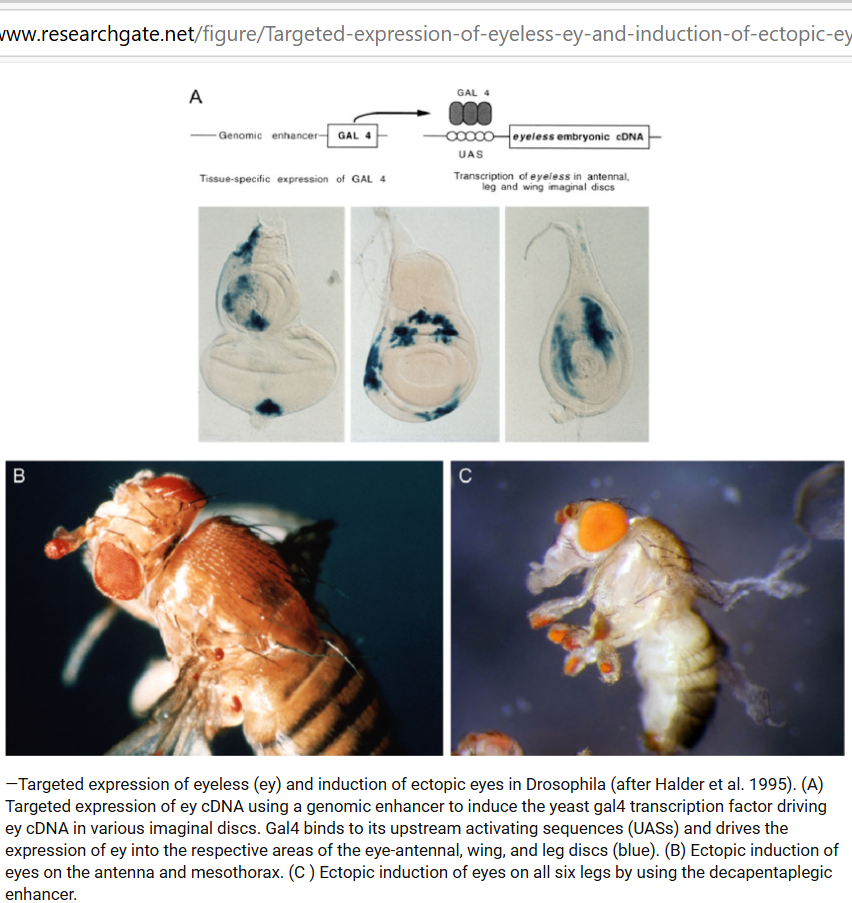 www.researchgate.net/figure/Targeted-expression-of-eyeless-ey-and-induction-of-ectopic-ey
A
GAL 4
Genomic enhancer
GAL 4
eyeless embryonic cDNA
UAS
Tissue-specific expression of GAL 4
Transcription of eyeless in antennal,
leg and wing imaginal discs
B
C
—Targeted expression of eyeless (ey) and induction of ectopic eyes in Drosophila (after Halder et al. 1995). (A)
Targeted expression of ey cDNA using a genomic enhancer to induce the yeast gal4 transcription factor driving
ey cDNA in various imaginal discs. Gal4 binds to its upstream activating sequences (UASs) and drives the
expression of ey into the respective areas of the eye-antennal, wing, and leg discs (blue). (B) Ectopic induction of
eyes on the antenna and mesothorax. (C ) Ectopic induction of eyes on all six legs by using the decapentaplegic
enhancer.